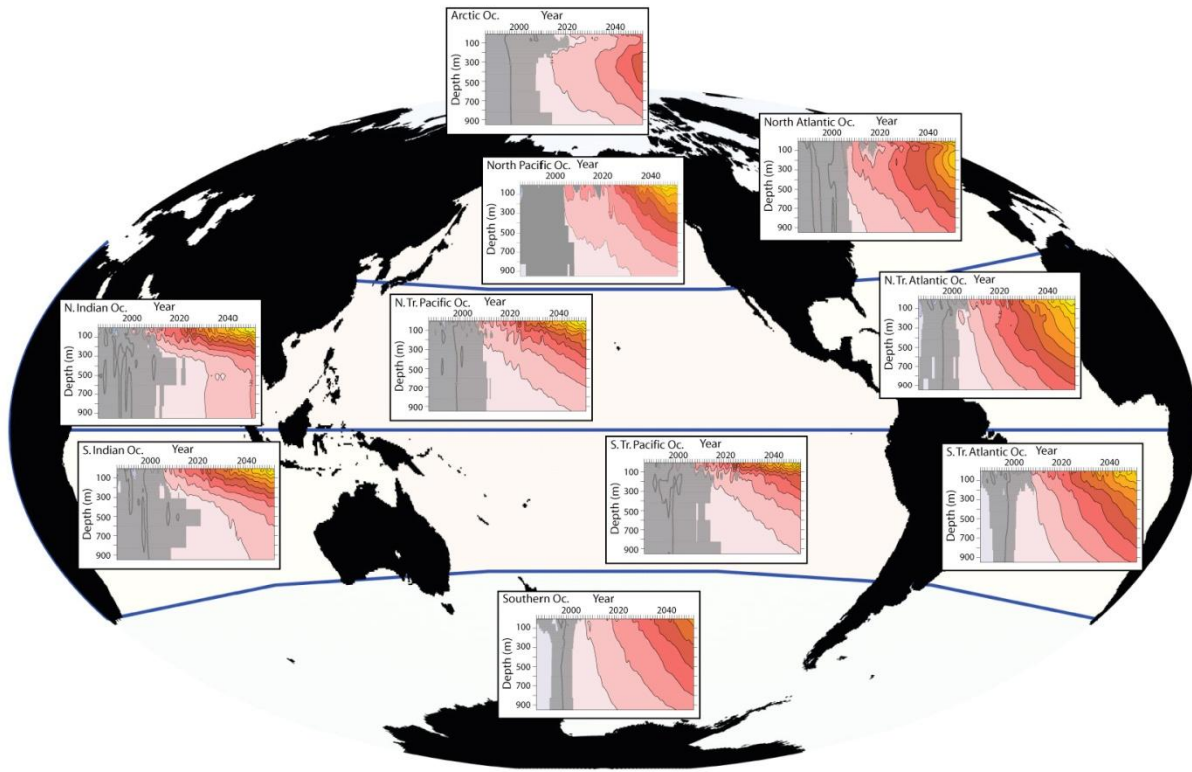 Arctic Oc. Year
2000 2020 2040
Depth (m)
100
300
500
700
900
North Atlantic Oc. Year
2000 2020 2040
Depth (m)
100
300
500
700
900
North Pacific Oc. Year
2000 2020 2040
Depth (m)
100
300
500
700
900
N. Tr. Atlantic Oc. Year
2000 2020 2040
Depth (m)
100
300
500
700
900
N. Indian Oc. Year
2000 2020 2040
Depth (m)
100
300
500
700
900
N. Tr. Pacific Oc. Year
2000 2020 2040
Depth (m)
100
300
500
700
900
S. Indian Oc. Year
2000 2020 2040
Depth (m)
100
300
500
700
900
S. Tr. Pacific Oc. Year
2000 2020 2040
Depth (m)
100
300
500
700
900
S. Tr. Atlantic Oc. Year
2000 2020 2040
Depth (m)
100
300
500
700
900
Southern Oc. Year
2000 2020 2040
Depth (m)
100
300
500
700
900